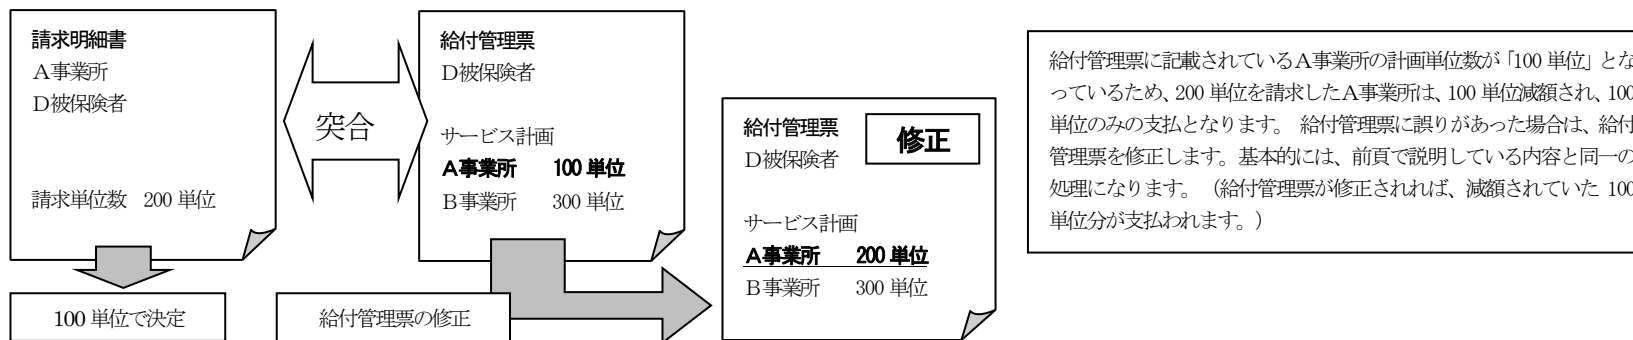 請求明細書
A事業所
D被保険者
請求単位数 200 単位
100 単位で決定
突合
給付管理票
D被保険者
サービス計画
A事業所 100 単位
B事業所 300 単位
給付管理票の修正
給付管理票
修正
D被保険者
サービス計画
A事業所 200 単位
B事業所 300 単位
給付管理票に記載されているA事業所の計画単位数が「100 単位」とな
っているため、200 単位を請求したA事業所は、100 単位減額され、100
単位のみの支払となります。 給付管理票に誤りがあった場合は、給付
管理票を修正します。基本的には、前頁で説明している内容と同一の
処理になります。 （給付管理票が修正されれば、減額されていた 100
単位分が支払われます。）